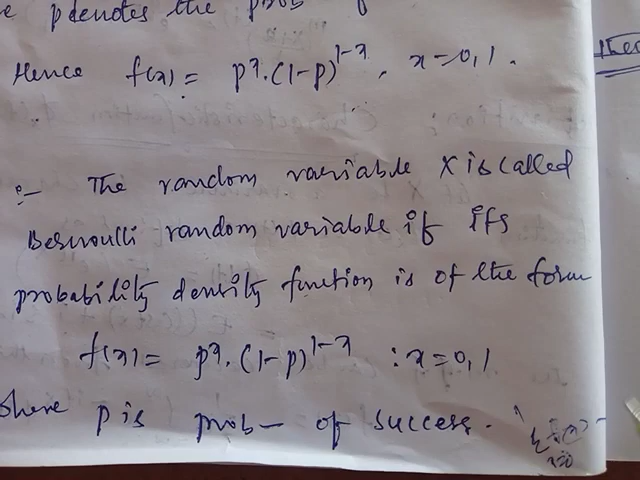 e p denotes the prob of
Hence f(x) = p^x.(1-p)^{1-x}, x=0,1.
:- The random variable X is called
Bernoulli random variable if its
probability density function is of the form
f(x) = p^x.(1-p)^{1-x} : x=0,1
where p is prob- of success.